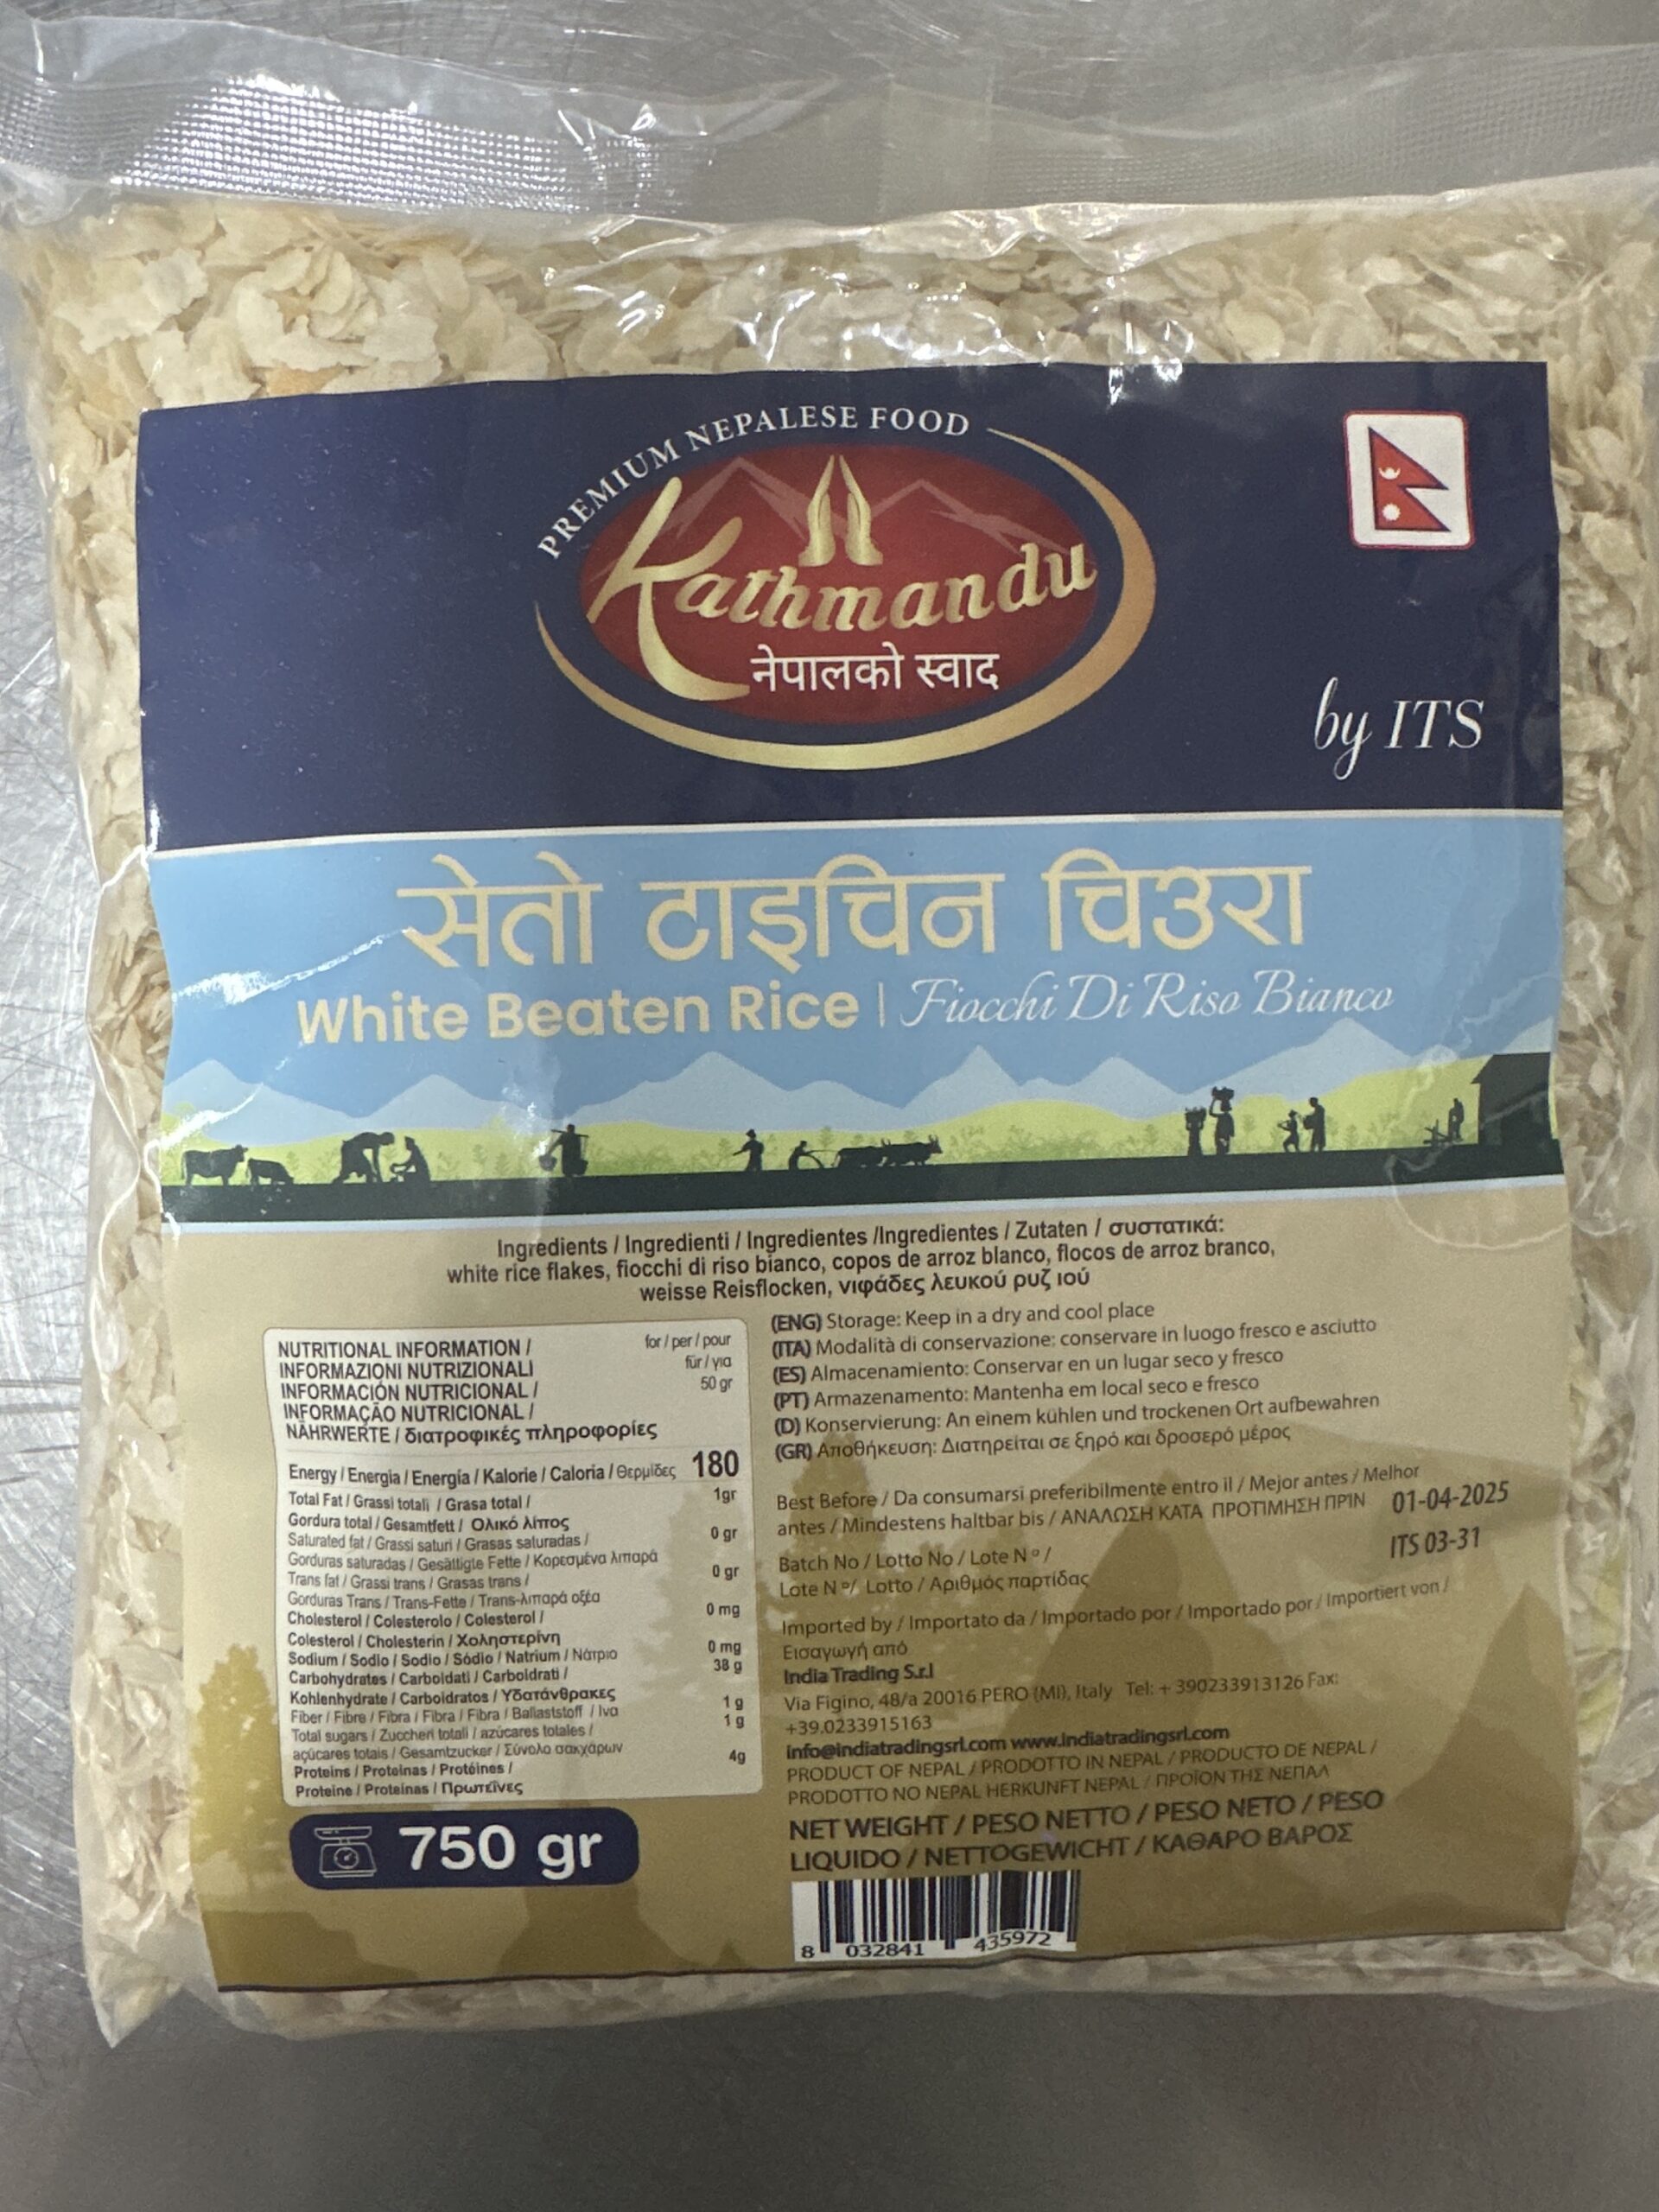 PREMIUM NEPALESE FOOD
Kathmandu
नेपालको स्वाद
by ITS
सेतो टाइचिन चिउरा
White Beaten Rice | Fiocchi Di Riso Bianco
Ingredients / Ingredienti / Ingredientes /Ingredientes / Zutaten / συστατικά:
white rice flakes, fiocchi di riso bianco, copos de arroz blanco, flocos de arroz branco,
weisse Reisflocken, νιφάδες λευκού ρυζ ιού
NUTRITIONAL INFORMATION / for / per / pour
INFORMAZIONI NUTRIZIONALI für / για
INFORMACIÓN NUTRICIONAL / 50 gr
INFORMAÇÃO NUTRICIONAL /
NÄHRWERTE / διατροφικές πληροφορίες
Energy / Energia / Energía / Kalorie / Caloria / Θερμίδες 180
Total Fat / Grassi totali / Grasa total / 1gr
Gordura total / Gesamtfett / Ολικό λίπος
Saturated fat / Grassi saturi / Grasas saturadas / 0 gr
Gorduras saturadas / Gesättigle Fette / Κορεσμένα λιπαρά
Trans fat / Grassi trans / Grasas trans / 0 gr
Gorduras Trans / Trans-Fette / Trans-λιπαρά οξέα
Cholesterol / Colesterolo / Colesterol / 0 mg
Colesterol / Cholesterin / Χοληστερίνη
Sodium / Sodio / Sodio / Sódio / Natrium / Νάτριο 0 mg
Carbohydrates / Carboidati / Carboidrati / 38 g
Kohlenhydrate / Carboidratos / Υδατάνθρακες
Fiber / Fibre / Fibra / Fibra / Fibra / Ballaststoff / Ινα 1 g
Total sugars / Zuccheri totali / azúcares totales / 1 g
açúcares totais / Gesamtzucker / Σύνολο σακχάρων
Proteins / Proteinas / Protéines / 4g
Proteine / Proteínas / Πρωτεΐνες
750 gr
(ENG) Storage: Keep in a dry and cool place
(ITA) Modalità di conservazione: conservare in luogo fresco e asciutto
(ES) Almacenamiento: Conservar en un lugar seco y fresco
(PT) Armazenamento: Mantenha em local seco e fresco
(D) Konservierung: An einem kühlen und trockenen Ort aufbewahren
(GR) Αποθήκευση: Διατηρείται σε ξηρό και δροσερό μέρος
Best Before / Da consumarsi preferibilmente entro il / Mejor antes / Melhor
antes / Mindestens haltbar bis / ΑΝΑΛΩΣΗ ΚΑΤΑ ΠΡΟΤΙΜΗΣΗ ΠΡΙΝ 01-04-2025
Batch No / Lotto No / Lote N º / ITS 03-31
Lote N º/ Lotto / Αριθμός παρτίδας
Imported by / Importato da / Importado por / Importado por / Importiert von /
Εισαγωγή από
India Trading S.r.l
Via Figino, 48/a 20016 PERO (MI), Italy Tel: + 390233913126 Fax:
+39.0233915163
info@indiatradingsrl.com www.indiatradingsrl.com
PRODUCT OF NEPAL / PRODOTTO IN NEPAL / PRODUCTO DE NEPAL /
PRODOTTO NO NEPAL HERKUNFT NEPAL / ΠΡΟΪΟΝ ΤΗΣ ΝΕΠΑΛ
NET WEIGHT / PESO NETTO / PESO NETO / PESO
LIQUIDO / NETTOGEWICHT / ΚΑΘΑΡΟ ΒΑΡΟΣ
8 032841 435972